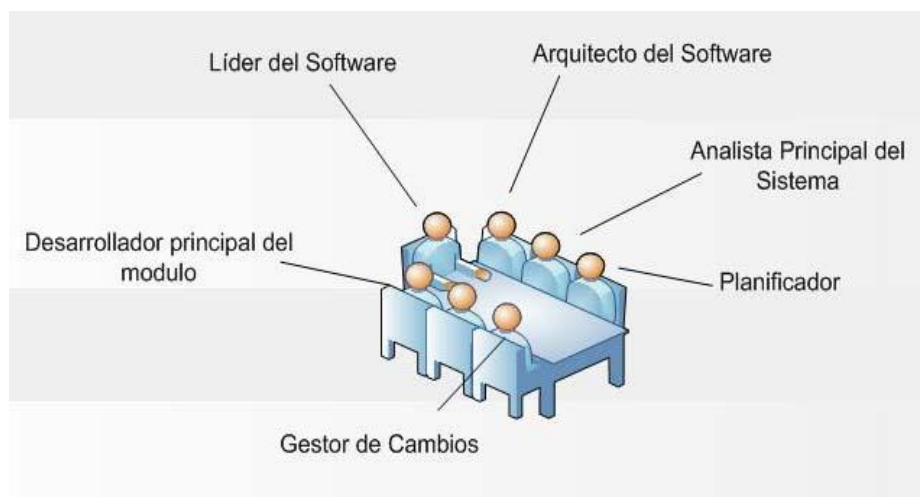 Líder del Software
Arquitecto del Software
Analista Principal del
Sistema
Desarrollador principal del
modulo
Planificador
Gestor de Cambios